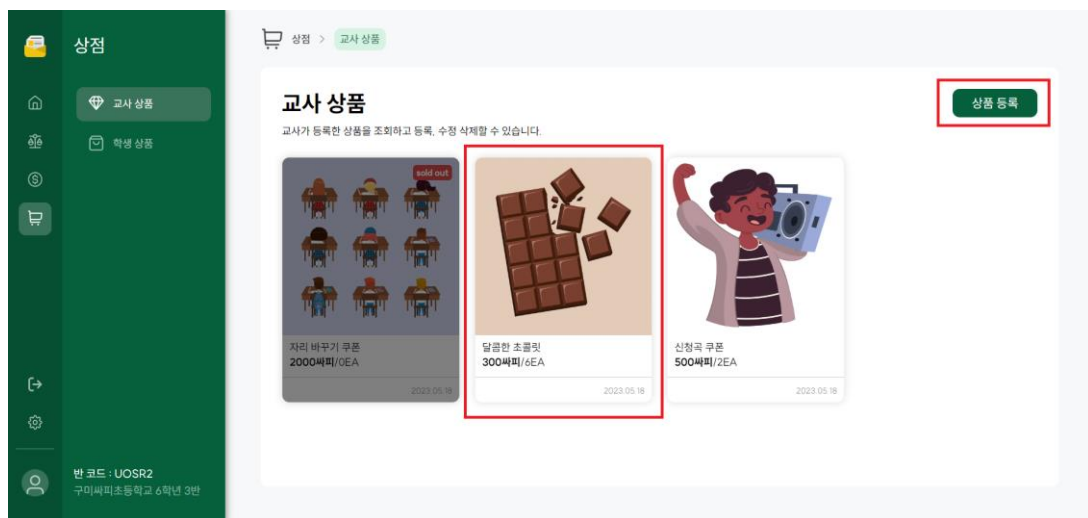 상점
교사 상품
학생 상품
반 코드 : UOSR2
구미싸피초등학교 6학년 3반
상점 > 교사 상품
교사 상품
상품 등록
교사가 등록한 상품을 조회하고 등록, 수정 삭제할 수 있습니다.
sold out
자리 바꾸기 쿠폰
2000싸피/0EA
2023.05.18
달콤한 초콜릿
300싸피/6EA
2023.05.18
신청곡 쿠폰
500싸피/2EA
2023.05.18